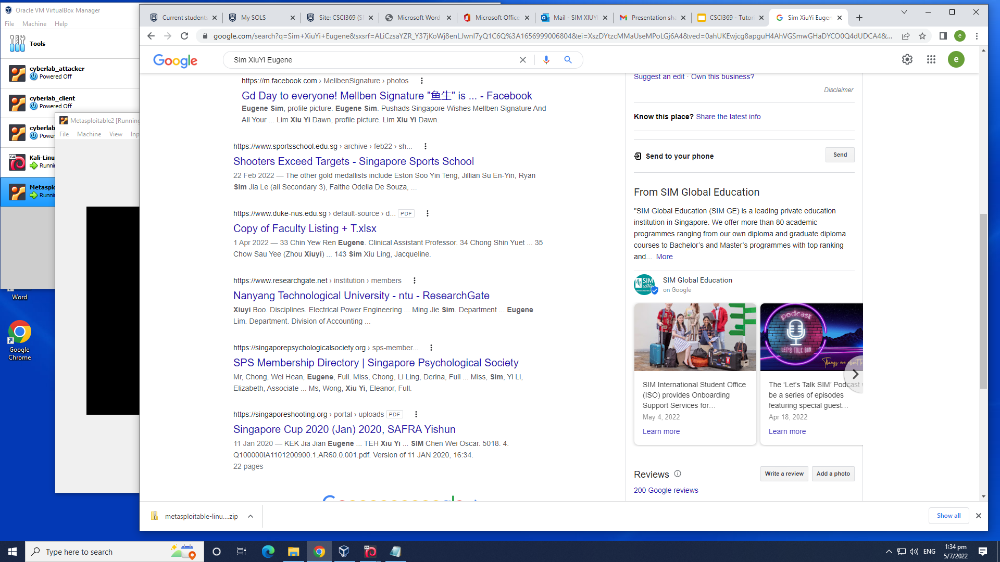 Oracle VM VirtualBox Manager
File Machine Help
Tools
cyberlab_attacker
Powered Off
cyberlab_client
Powered Off
cyberlab
Power
64
Kali-Linux
Runnin
Metasplo
Runnin
Metasploitable2 [Running
File Machine View Inp
Word
Google
Chrome
Current students
My SOLS
Site: CSCI369 (S
Microsoft Word
Microsoft Office
Mail - SIM XIUYI
Presentation sha
CSCI369 - Tutori
Sim XiuYi Eugen
google.com/search?q=Sim+XiuYi+Eugene&sxsrf=ALiCzsaYZR_Y37jKoWj8enLJwnI7yQ1C6Q%3A1656999006804&ei=XszDYtzcMMaUseMPoLGj6A4&ved=0ahUKEwjcg8apguH4AhVGSmwGHaDYCO0Q4dUDCA4&...
e
Google
Sim XiuYi Eugene
e
https://m.facebook.com › MellbenSignature › photos
Gd Day to everyone! Mellben Signature "鱼生" is ... - Facebook
Eugene Sim, profile picture. Eugene Sim. Pushads Singapore Wishes Mellben Signature And
All Your ... Lim Xiu Yi Dawn, profile picture. Lim Xiu Yi Dawn.
https://www.sportsschool.edu.sg › archive › feb22 › sh...
Shooters Exceed Targets - Singapore Sports School
22 Feb 2022 — The other gold medallists include Eston Soo Yin Teng, Jillian Su En-Yin, Ryan
Sim Jia Le (all Secondary 3), Faithe Odelia De Souza, ...
https://www.duke-nus.edu.sg › default-source › d... PDF
Copy of Faculty Listing + T.xlsx
1 Apr 2022 — 33 Chin Yew Ren Eugene. Clinical Assistant Professor. 34 Chong Shin Yuet ... 35
Chow Sau Yee (Zhou Xiuyi) ... 143 Sim Xiu Ling, Jacqueline.
https://www.researchgate.net › institution › members
Nanyang Technological University - ntu - ResearchGate
Xiuyi Boo. Disciplines. Electrical Power Engineering ... Ming Jie Sim. Department ... Eugene
Lim. Department. Division of Accounting ...
https://singaporepsychologicalsociety.org › sps-member...
SPS Membership Directory | Singapore Psychological Society
Mr, Chong, Wei Hean, Eugene, Full. Miss, Chong, Li Ling, Derina, Full ... Miss, Sim, Yi Li,
Elizabeth, Associate ... Ms, Wong, Xiu Yi, Eleanor, Full.
https://singaporeshooting.org › portal › uploads PDF
Singapore Cup 2020 (Jan) 2020, SAFRA Yishun
11 Jan 2020 — KEK Jia Jian Eugene ... TEH Xiu Yi ... SIM Chen Wei Oscar. 5018. 4.
Q100000IA1101200900.1.AR60.0.001.pdf. Version of 11 JAN 2020, 16:34.
22 pages
Suggest an edit · Own this business?
Disclaimer
Know this place? Share the latest info
Send to your phone
Send
From SIM Global Education
"SIM Global Education (SIM GE) is a leading private education
institution in Singapore. We offer more than 80 academic
programmes ranging from our own diploma and graduate diploma
courses to Bachelor's and Master's programmes with top ranking
and... More
SIM GLOBAL EDUCATION
SIM Global Education
on Google
podcast
LET'S TALK SIM
SIM International Student Office
(ISO) provides Onboarding
Support Services for…
May 4, 2022
Learn more
The 'Let's Talk SIM' Podcast w
be a series of episodes
featuring special guest…
Apr 18, 2022
Learn more
Reviews
Write a review
Add a photo
200 Google reviews
metasploitable-linu....zip
Show all
Type here to search
64
ENG
1:34 pm
5/7/2022